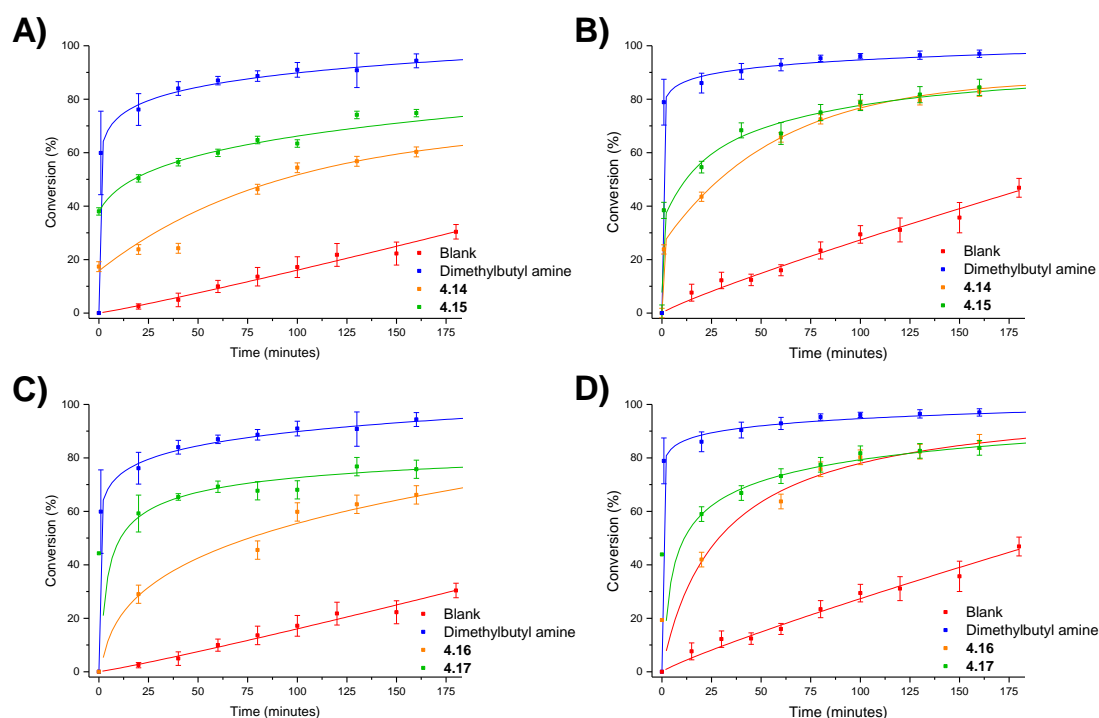 A)
100
80
60
40
20
0
Conversion (%)
0 25 50 75 100 125 150 175
Time (minutes)
Blank
Dimethylbutyl amine
4.14
4.15
B)
100
80
60
40
20
0
Conversion (%)
0 25 50 75 100 125 150 175
Time (minutes)
Blank
Dimethylbutyl amine
4.14
4.15
C)
100
80
60
40
20
0
Conversion (%)
0 25 50 75 100 125 150 175
Time (minutes)
Blank
Dimethylbutyl amine
4.16
4.17
D)
100
80
60
40
20
0
Conversion (%)
0 25 50 75 100 125 150 175
Time (minutes)
Blank
Dimethylbutyl amine
4.16
4.17